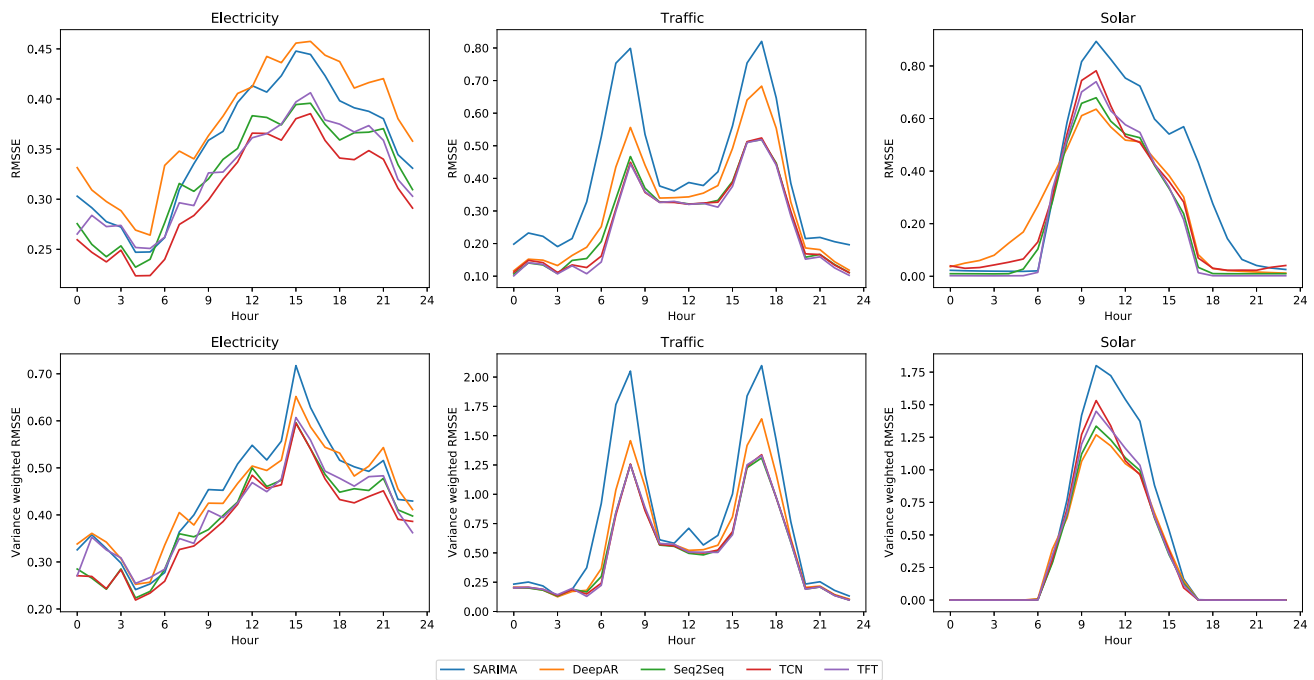 Electricity
RMSSE
0.45
0.40
0.35
0.30
0.25
0 3 6 9 12 15 18 21 24
Hour
Traffic
RMSSE
0.80
0.70
0.60
0.50
0.40
0.30
0.20
0.10
0 3 6 9 12 15 18 21 24
Hour
Solar
RMSSE
0.80
0.60
0.40
0.20
0.00
0 3 6 9 12 15 18 21 24
Hour
Electricity
Variance weighted RMSSE
0.70
0.60
0.50
0.40
0.30
0.20
0 3 6 9 12 15 18 21 24
Hour
Traffic
Variance weighted RMSSE
2.00
1.75
1.50
1.25
1.00
0.75
0.50
0.25
0.00
0 3 6 9 12 15 18 21 24
Hour
Solar
Variance weighted RMSSE
1.75
1.50
1.25
1.00
0.75
0.50
0.25
0.00
0 3 6 9 12 15 18 21 24
Hour
SARIMA DeepAR Seq2Seq TCN TFT